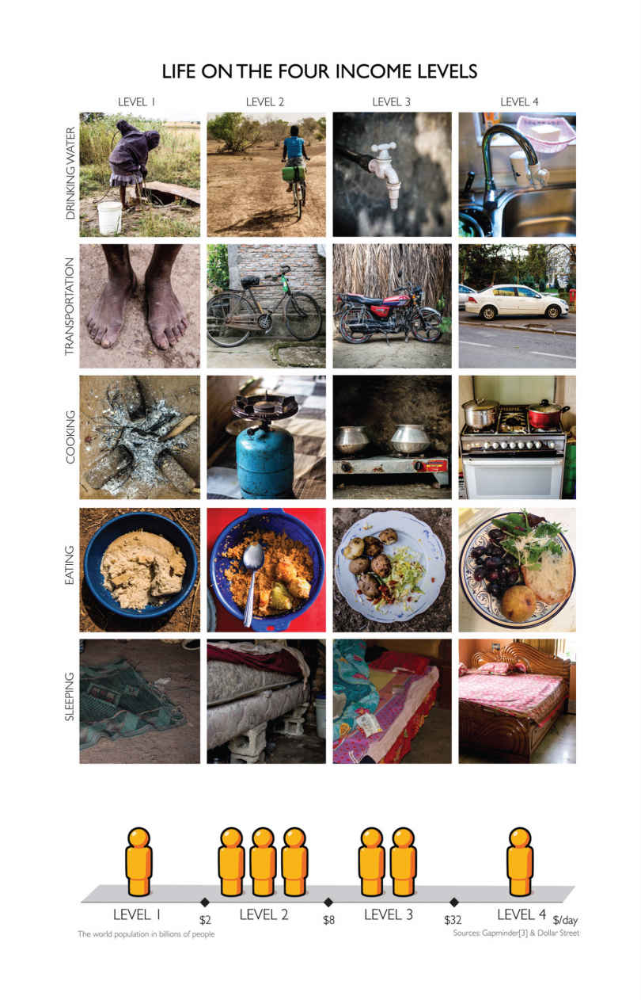 LIFE ON THE FOUR INCOME LEVELS
LEVEL 1 LEVEL 2 LEVEL 3 LEVEL 4
DRINKING WATER
TRANSPORTATION
COOKING
EATING
SLEEPING
LEVEL 1 $2 LEVEL 2 $8 LEVEL 3 $32 LEVEL 4 $/day
The world population in billions of people
Sources: Gapminder[3] & Dollar Street